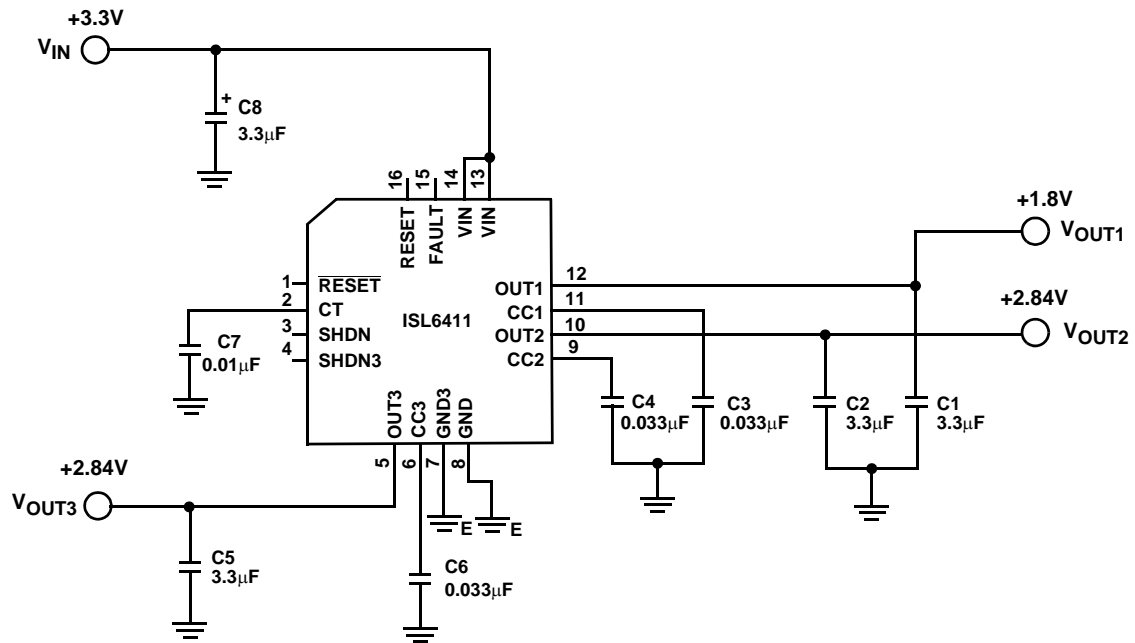 +3.3V
VIN
+
C8
3.3µF
16
15
14
13
RESET
FAULT
VIN
VIN
+1.8V
VOUT1
1
RESET
OUT1
12
2
CT
CC1
11
ISL6411
+2.84V
VOUT2
3
SHDN
OUT2
10
4
SHDN3
CC2
9
C7
0.01µF
OUT3
CC3
GND3
GND
5
6
7
8
C4
0.033µF
C3
0.033µF
C2
3.3µF
C1
3.3µF
+2.84V
VOUT3
E
E
C5
3.3µF
C6
0.033µF